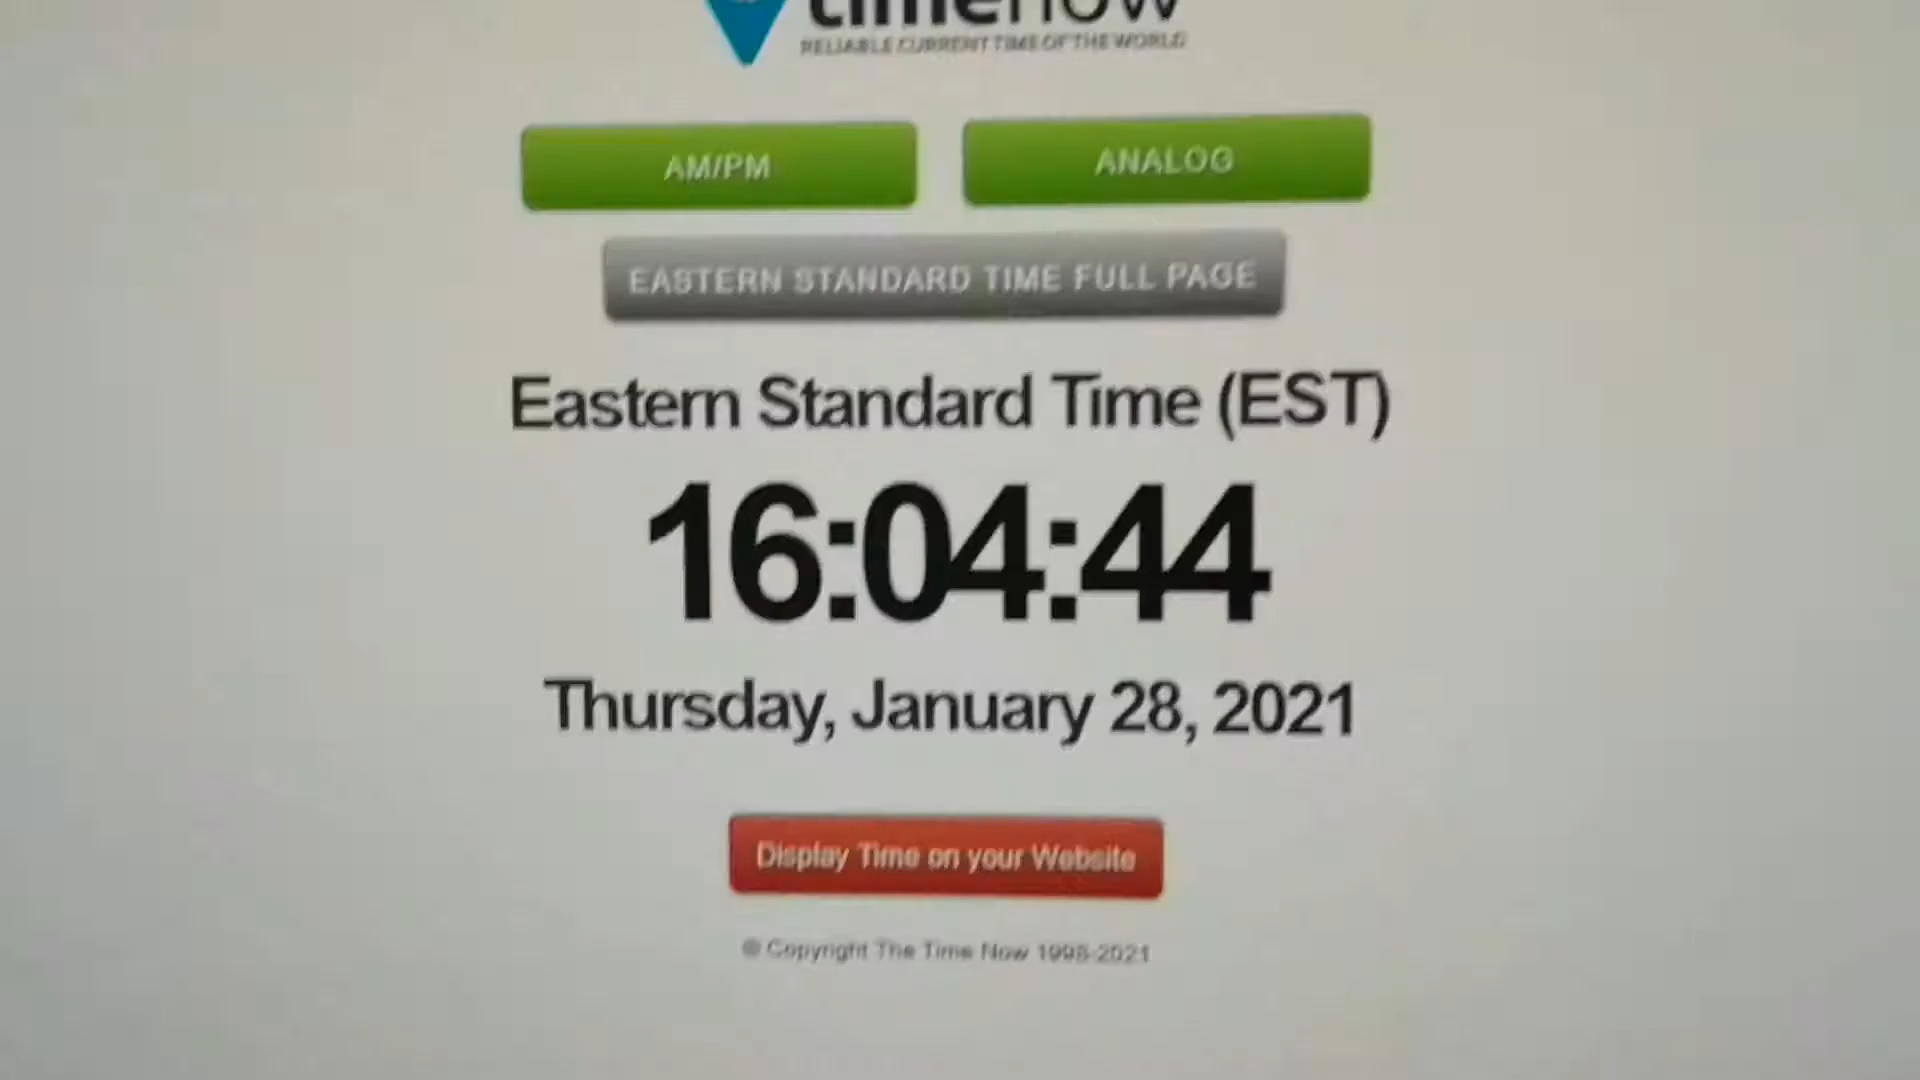 timenow
RELIABLE CURRENT TIME OF THE WORLD
AM/PM
ANALOG
EASTERN STANDARD TIME FULL PAGE
Eastern Standard Time (EST)
16:04:44
Thursday, January 28, 2021
Display Time on your Website
© Copyright The Time Now 1998-2021